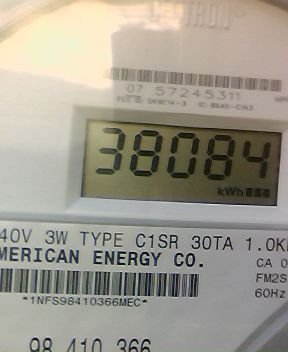 07 57245311
38084
kWh
40V 3W TYPE C1SR 30TA 1.0K
MERICAN ENERGY CO.
CA 0
FM2S
60Hz
*1NFS98410366MEC*
98 410 366